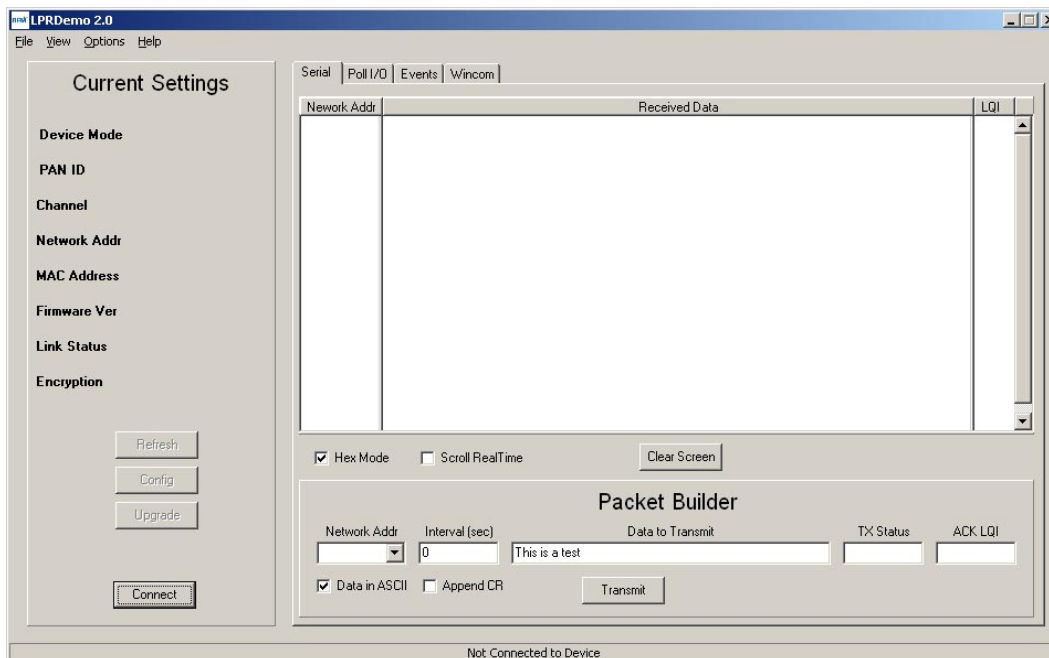 RFM LPRDemo 2.0
File View Options Help
Current Settings
Device Mode
PAN ID
Channel
Network Addr
MAC Address
Firmware Ver
Link Status
Encryption
Refresh
Config
Upgrade
Connect
Serial Poll I/O Events Wincom
Nework Addr Received Data LQI
Hex Mode Scroll RealTime Clear Screen
Packet Builder
Network Addr Interval (sec) Data to Transmit TX Status ACK LQI
0 This is a test
Data in ASCII Append CR Transmit
Not Connected to Device